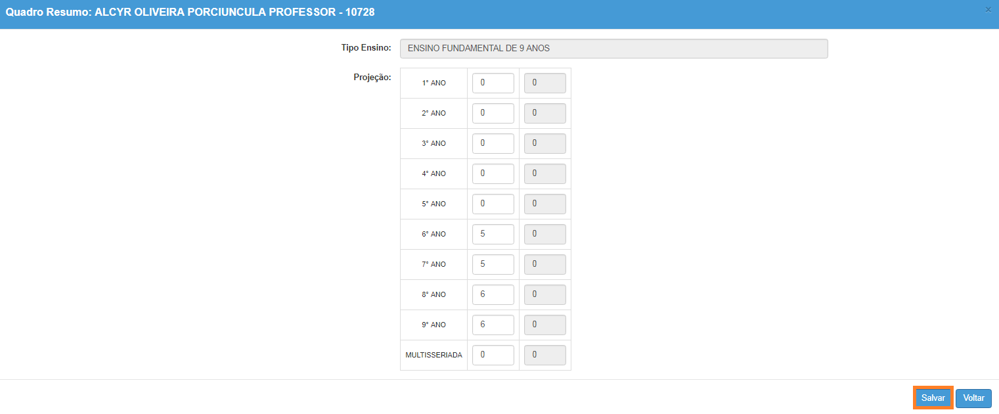 Quadro Resumo: ALCYR OLIVEIRA PORCIUNCULA PROFESSOR - 10728 ×
Tipo Ensino: ENSINO FUNDAMENTAL DE 9 ANOS
Projeção:
1° ANO 0 0
2° ANO 0 0
3° ANO 0 0
4° ANO 0 0
5° ANO 0 0
6° ANO 5 0
7° ANO 5 0
8° ANO 6 0
9° ANO 6 0
MULTISSERIADA 0 0
Salvar Voltar